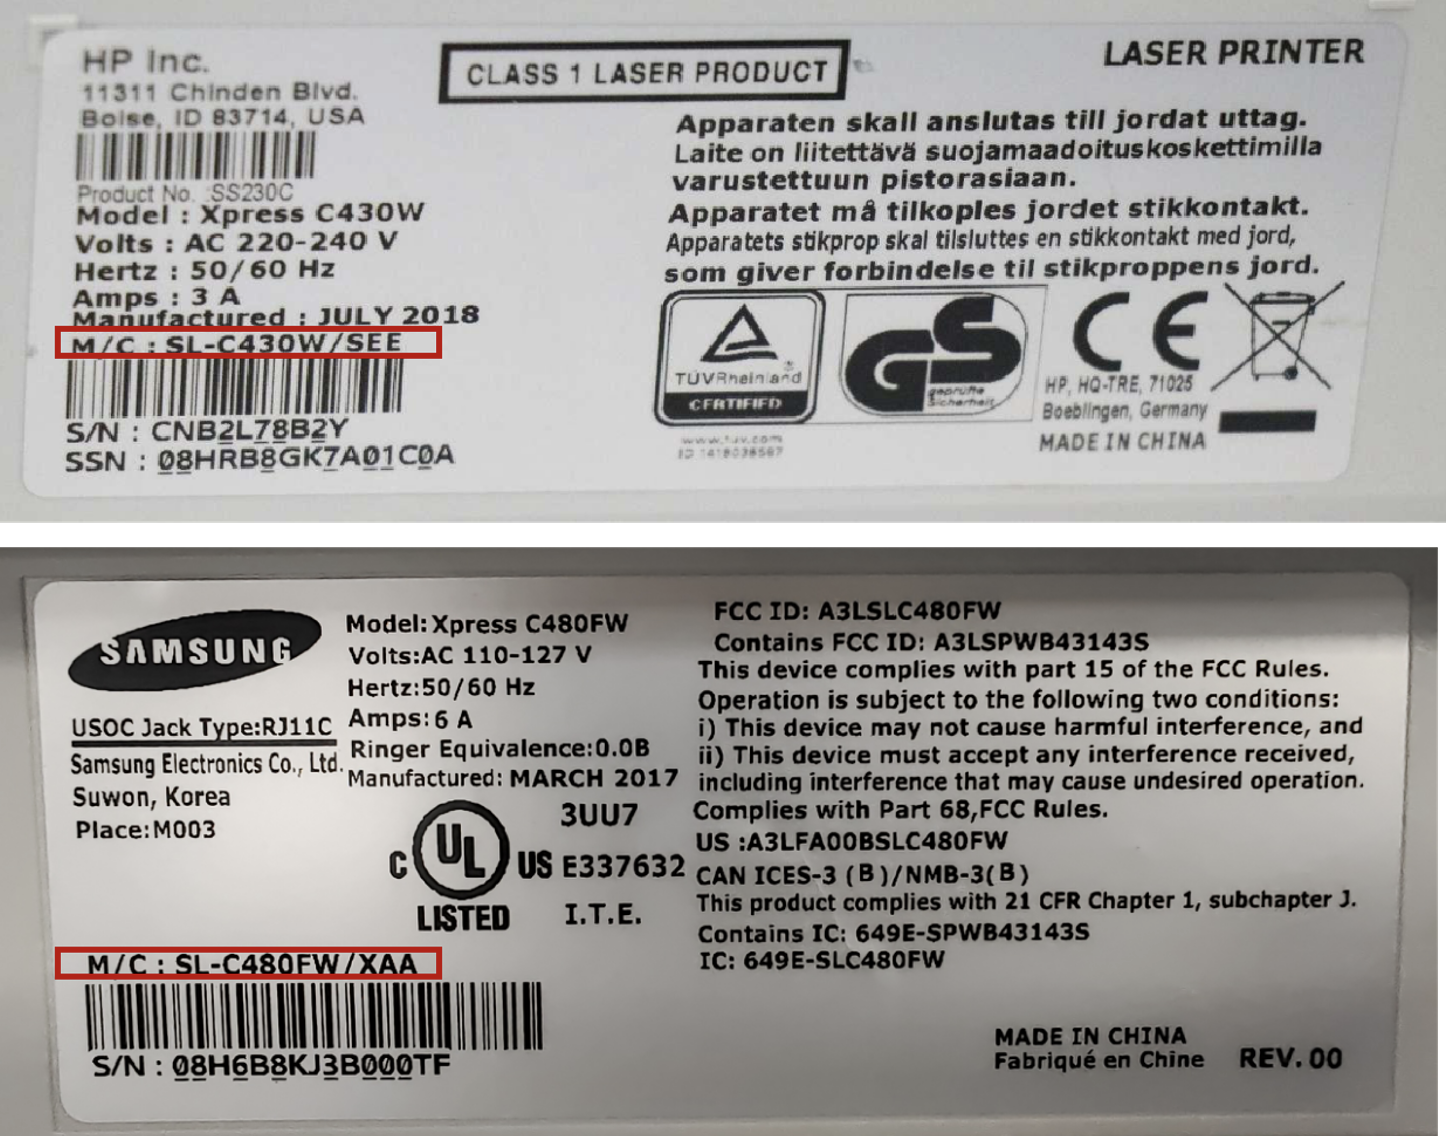 HP Inc.
11311 Chinden Blvd.
Boise, ID 83714, USA
Product No. SS230C
Model : Xpress C430W
Volts : AC 220-240 V
Hertz : 50/60 Hz
Amps : 3 A
Manufactured : JULY 2018
M/C : SL-C430W/SEE
S/N : CNB2L78B2Y
SSN : 08HRB8GK7A01C0A
CLASS 1 LASER PRODUCT
LASER PRINTER
Apparaten skall anslutas till jordat uttag.
Laite on liitettävä suojamaadoituskoskettimilla
varustettuun pistorasiaan.
Apparatet må tilkoples jordet stikkontakt.
Apparatets stikprop skal tilsluttes en stikkontakt med jord,
som giver forbindelse til stikproppens jord.
TÜVRheinland
CERTIFIED
www.tuv.com
GS
geprüfte
Sicherheit
CE
HP, HQ-TRE, 71025
Boeblingen, Germany
MADE IN CHINA
SAMSUNG
USOC Jack Type:RJ11C
Samsung Electronics Co., Ltd.
Suwon, Korea
Place:M003
Model:Xpress C480FW
Volts:AC 110-127 V
Hertz:50/60 Hz
Amps:6 A
Ringer Equivalence:0.0B
Manufactured: MARCH 2017
C UL US
LISTED
3UU7
E337632
I.T.E.
M/C : SL-C480FW/XAA
S/N : 08H6B8KJ3B000TF
FCC ID: A3LSLC480FW
Contains FCC ID: A3LSPWB43143S
This device complies with part 15 of the FCC Rules.
Operation is subject to the following two conditions:
i) This device may not cause harmful interference, and
ii) This device must accept any interference received,
including interference that may cause undesired operation.
Complies with Part 68,FCC Rules.
US :A3LFA00BSLC480FW
CAN ICES-3 (B)/NMB-3(B)
This product complies with 21 CFR Chapter 1, subchapter J.
Contains IC: 649E-SPWB43143S
IC: 649E-SLC480FW
MADE IN CHINA
Fabriqué en Chine
REV. 00